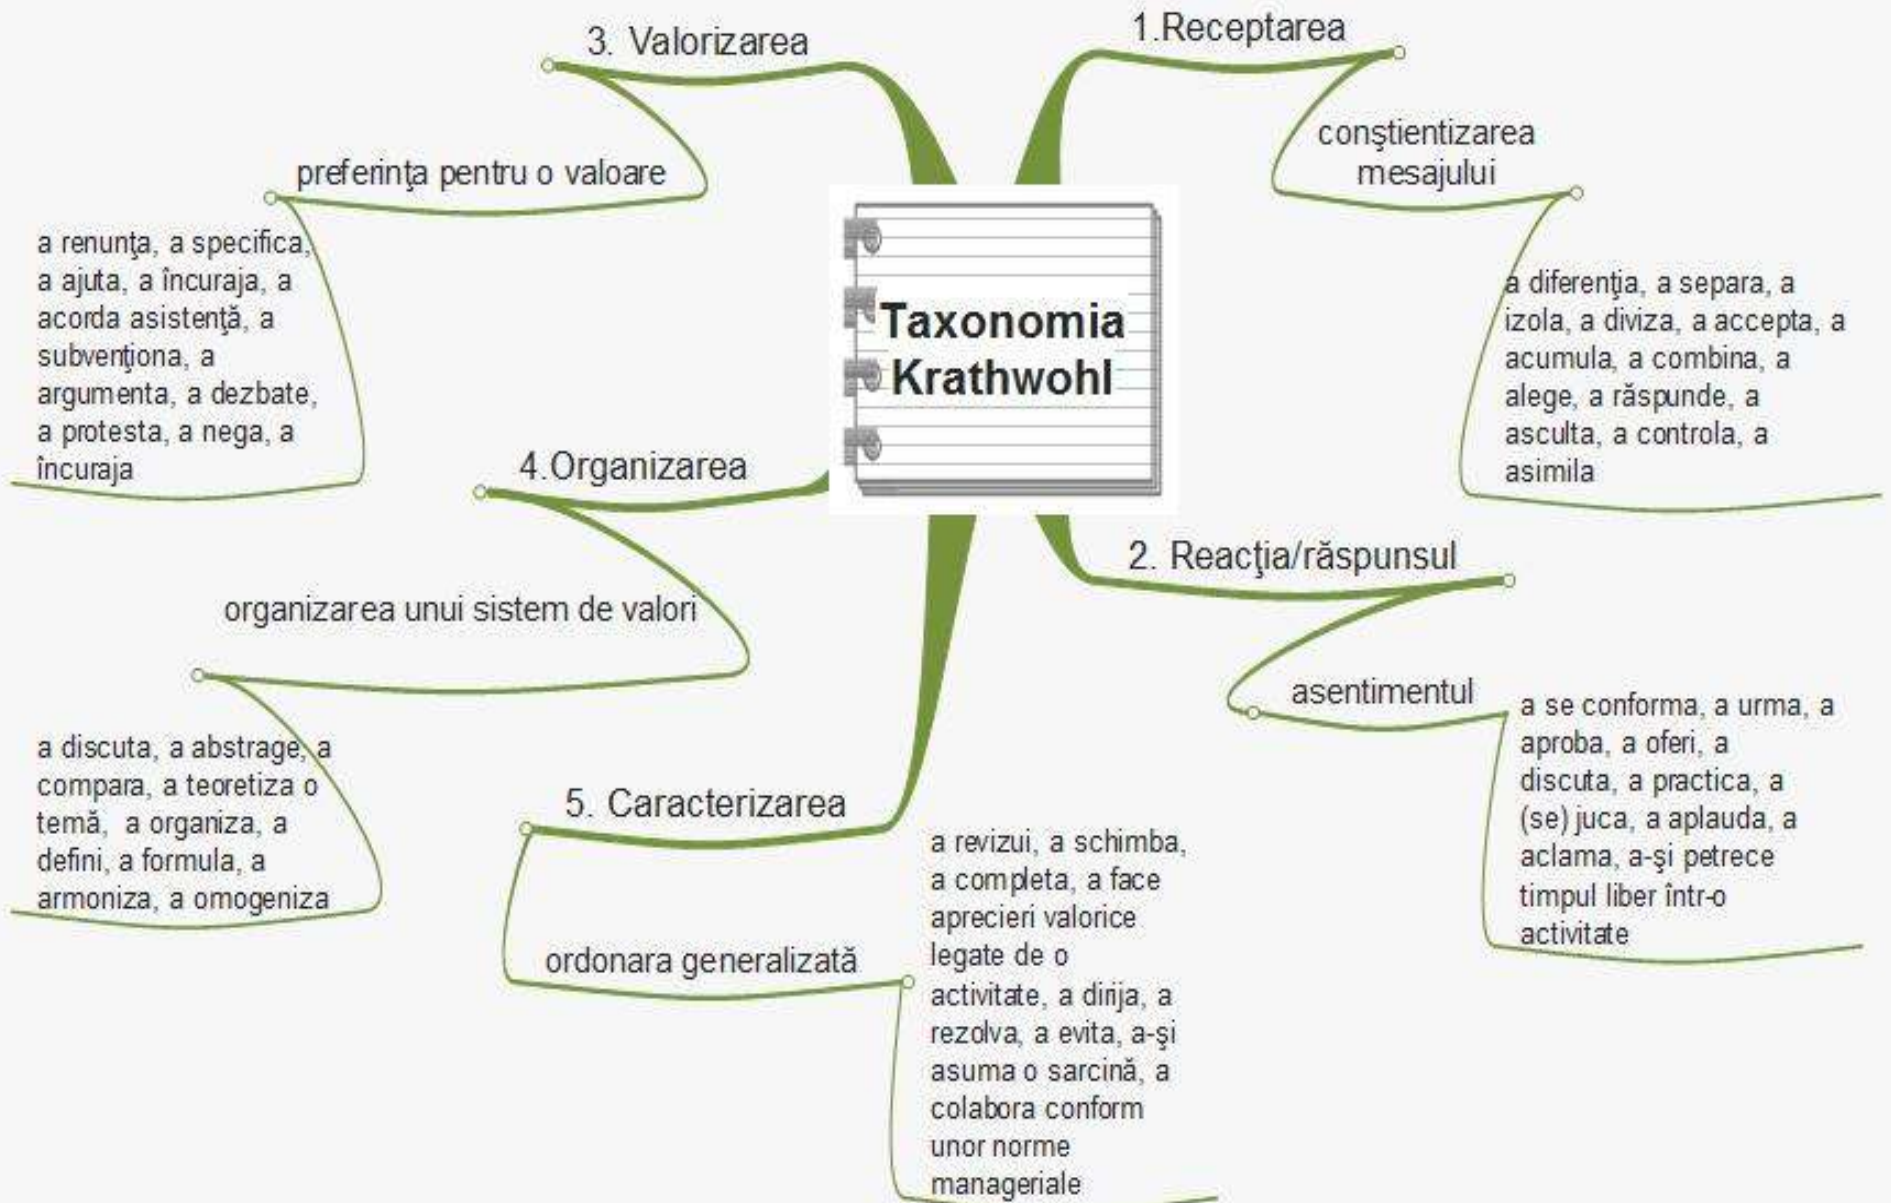 Taxonomia
Krathwohl
1.Receptarea
conştientizarea
mesajului
a diferenţia, a separa, a
izola, a diviza, a accepta, a
acumula, a combina, a
alege, a răspunde, a
asculta, a controla, a
asimila
2. Reacţia/răspunsul
asentimentul
a se conforma, a urma, a
aproba, a oferi, a
discuta, a practica, a
(se) juca, a aplauda, a
aclama, a-şi petrece
timpul liber într-o
activitate
3. Valorizarea
preferinţa pentru o valoare
a renunţa, a specifica,
a ajuta, a încuraja, a
acorda asistenţă, a
subvenţiona, a
argumenta, a dezbate,
a protesta, a nega, a
încuraja
4.Organizarea
organizarea unui sistem de valori
a discuta, a abstrage, a
compara, a teoretiza o
temă, a organiza, a
defini, a formula, a
armoniza, a omogeniza
5. Caracterizarea
ordonara generalizată
a revizui, a schimba,
a completa, a face
aprecieri valorice
legate de o
activitate, a dirija, a
rezolva, a evita, a-şi
asuma o sarcină, a
colabora conform
unor norme
manageriale